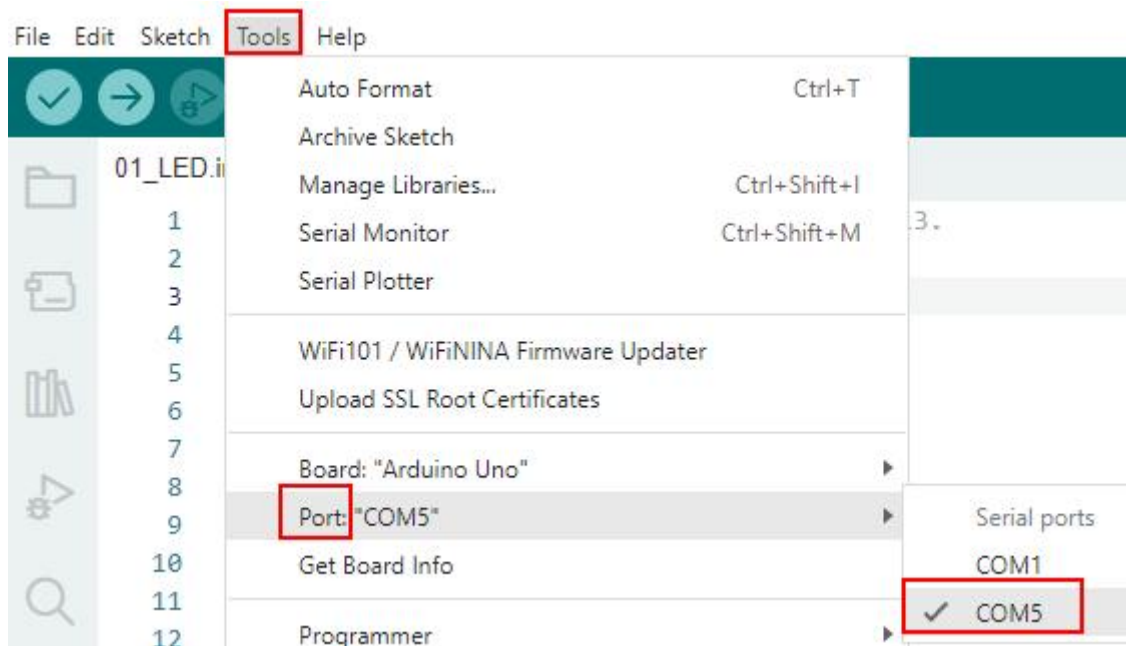 File Edit Sketch Tools Help
Auto Format Ctrl+T
Archive Sketch
01_LED.i
Manage Libraries... Ctrl+Shift+I
1
3.
Serial Monitor Ctrl+Shift+M
2
Serial Plotter
3
4
WiFi101 / WiFiNINA Firmware Updater
5
Upload SSL Root Certificates
6
7
Board: "Arduino Uno"
8
Port: "COM5"
Serial ports
9
Get Board Info
COM1
10
11
COM5
12
Programmer